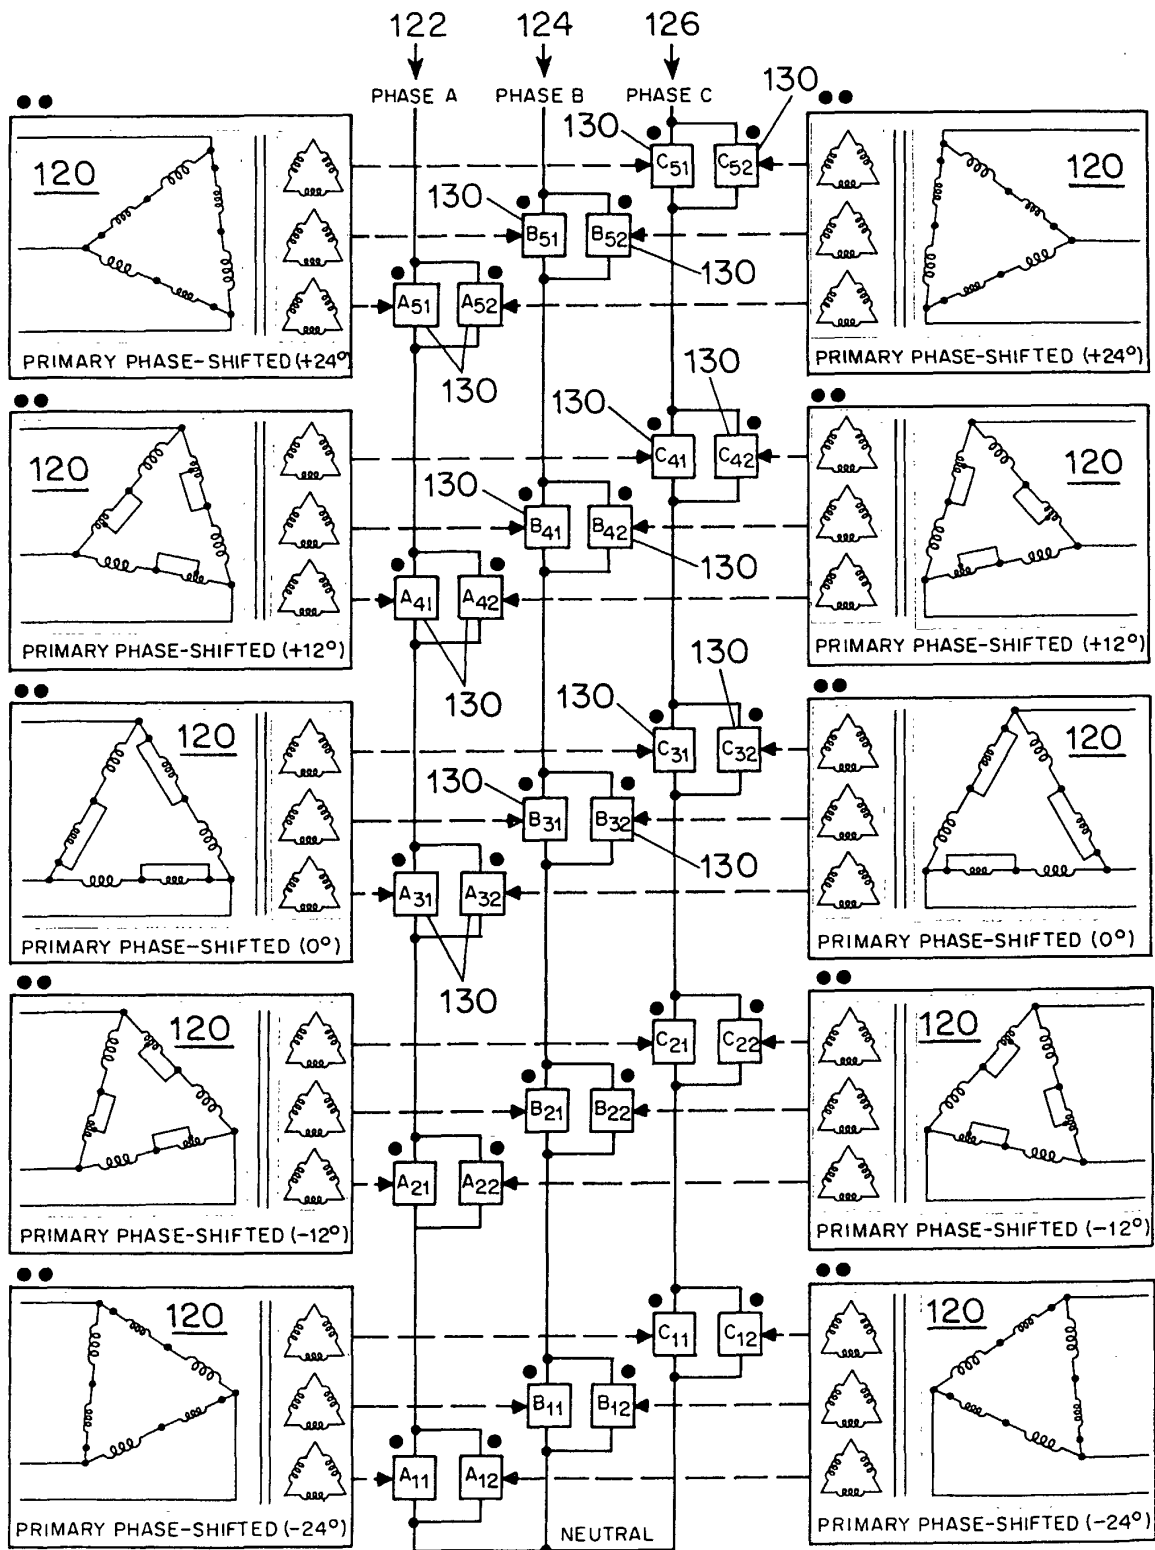 122 124 126
PHASE A PHASE B PHASE C
130 130
120 C51 C52 120
130
B51 B52
130
A51 A52
PRIMARY PHASE-SHIFTED (+24°) PRIMARY PHASE-SHIFTED (+24°)
130
130 130
120 C41 C42 120
130
B41 B42
130
A41 A42
PRIMARY PHASE-SHIFTED (+12°) PRIMARY PHASE-SHIFTED (+12°)
130
130 130
120 C31 C32 120
130
B31 B32
130
A31 A32
PRIMARY PHASE-SHIFTED (0°) PRIMARY PHASE-SHIFTED (0°)
130
120 C21 C22 120
B21 B22
A21 A22
PRIMARY PHASE-SHIFTED (-12°) PRIMARY PHASE-SHIFTED (-12°)
120 C11 C12 120
B11 B12
A11 A12
PRIMARY PHASE-SHIFTED (-24°) NEUTRAL PRIMARY PHASE-SHIFTED (-24°)